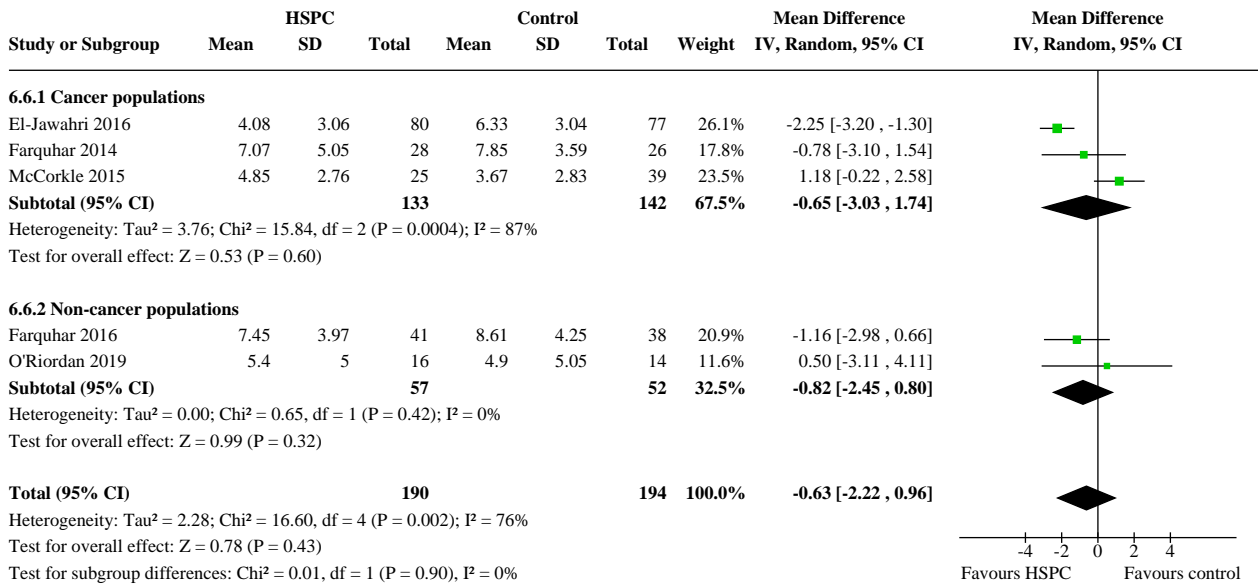 HSPC Control Mean Difference Mean Difference
Study or Subgroup Mean SD Total Mean SD Total Weight IV, Random, 95% CI IV, Random, 95% CI
6.6.1 Cancer populations
El-Jawahri 2016 4.08 3.06 80 6.33 3.04 77 26.1% -2.25 [-3.20 , -1.30]
Farquhar 2014 7.07 5.05 28 7.85 3.59 26 17.8% -0.78 [-3.10 , 1.54]
McCorkle 2015 4.85 2.76 25 3.67 2.83 39 23.5% 1.18 [-0.22 , 2.58]
Subtotal (95% CI) 133 142 67.5% -0.65 [-3.03 , 1.74]
Heterogeneity: Tau² = 3.76; Chi² = 15.84, df = 2 (P = 0.0004); I² = 87%
Test for overall effect: Z = 0.53 (P = 0.60)
6.6.2 Non-cancer populations
Farquhar 2016 7.45 3.97 41 8.61 4.25 38 20.9% -1.16 [-2.98 , 0.66]
O'Riordan 2019 5.4 5 16 4.9 5.05 14 11.6% 0.50 [-3.11 , 4.11]
Subtotal (95% CI) 57 52 32.5% -0.82 [-2.45 , 0.80]
Heterogeneity: Tau² = 0.00; Chi² = 0.65, df = 1 (P = 0.42); I² = 0%
Test for overall effect: Z = 0.99 (P = 0.32)
Total (95% CI) 190 194 100.0% -0.63 [-2.22 , 0.96]
Heterogeneity: Tau² = 2.28; Chi² = 16.60, df = 4 (P = 0.002); I² = 76%
Test for overall effect: Z = 0.78 (P = 0.43)
Test for subgroup differences: Chi² = 0.01, df = 1 (P = 0.90), I² = 0%
-4 -2 0 2 4
Favours HSPC Favours control